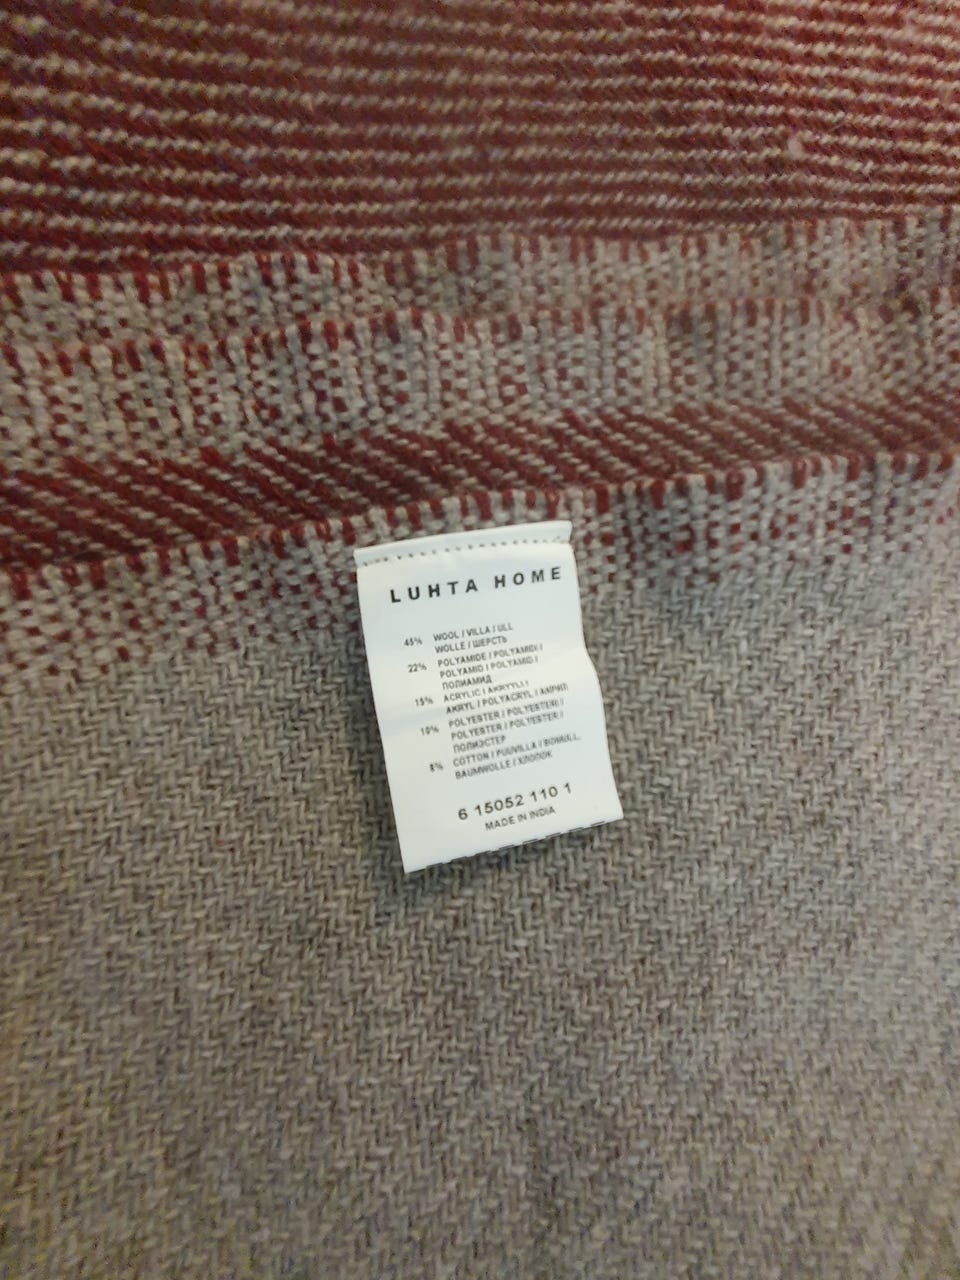 LUHTA HOME
45% WOOL / VILLA / ULL
WOLLE / ШЕРСТЬ
22% POLYAMIDE / POLYAMIDI /
POLYAMID / POLYAMID /
ПОЛИАМИД
15% ACRYLIC / AKRYYLI /
AKRYL / POLYACRYL / АКРИЛ
10% POLYESTER / POLYESTERI /
POLYESTER / POLYESTER /
ПОЛИЭСТЕР
8% COTTON / PUUVILLA / BOMULL
BAUMWOLLE / ХЛОПОК
6 15052 110 1
MADE IN INDIA